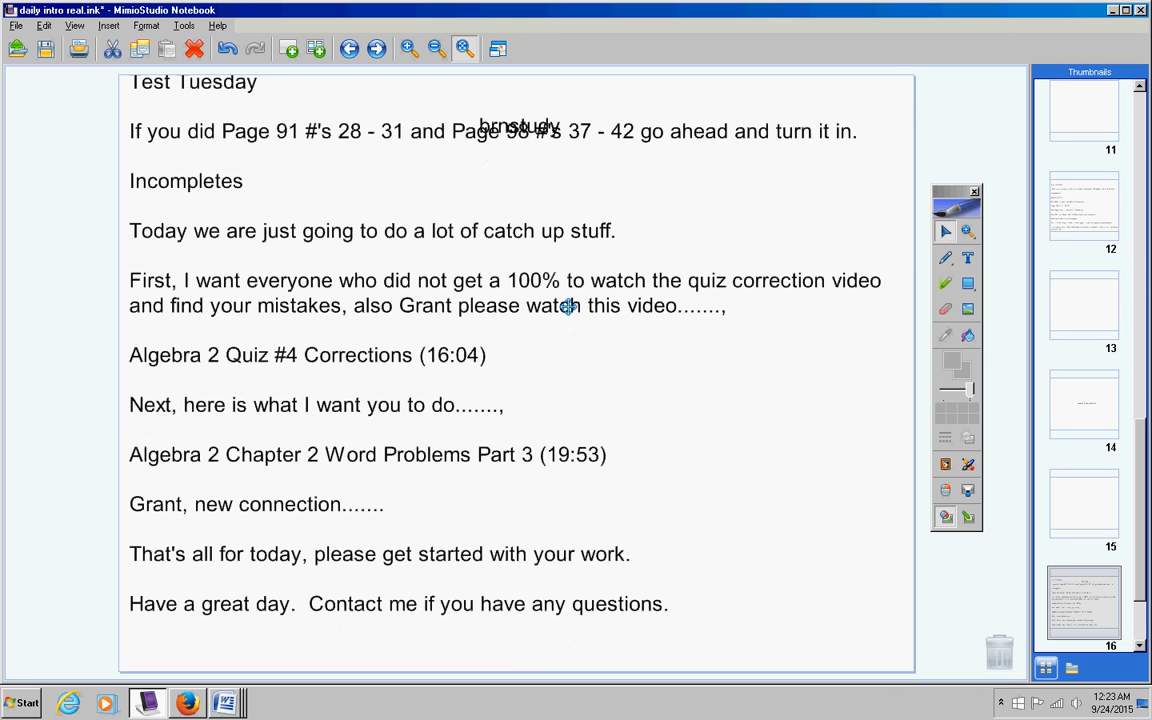 daily intro real.ink* - MimioStudio Notebook
File Edit View Insert Format Tools Help
Thumbnails
Test Tuesday
brnstudy
If you did Page 91 #'s 28 - 31 and Page 98 #'s 37 - 42 go ahead and turn it in.
Incompletes
Today we are just going to do a lot of catch up stuff.
First, I want everyone who did not get a 100% to watch the quiz correction video
and find your mistakes, also Grant please watch this video.......,
Algebra 2 Quiz #4 Corrections (16:04)
Next, here is what I want you to do.......,
Algebra 2 Chapter 2 Word Problems Part 3 (19:53)
Grant, new connection.......
That's all for today, please get started with your work.
Have a great day.  Contact me if you have any questions.
11
12
13
14
15
16
Start
12:23 AM
9/24/2015